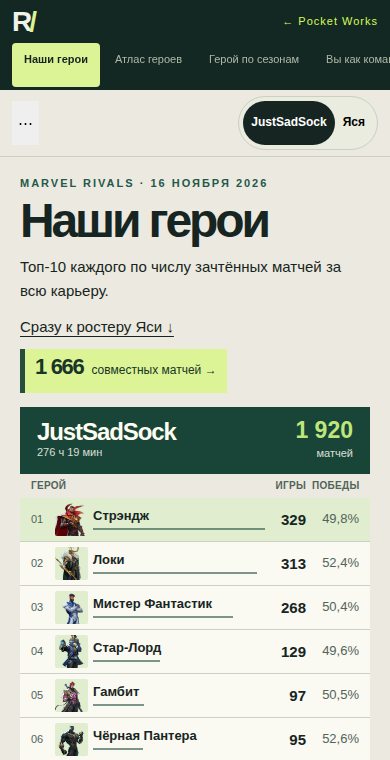 R/
← Pocket Works
Наши герои Атлас героев Герой по сезонам Вы как кома
... JustSadSock Яся
MARVEL RIVALS · 16 НОЯБРЯ 2026
Наши герои
Топ-10 каждого по числу зачтённых матчей за
всю карьеру.
Сразу к ростеру Яси ↓
1 666 совместных матчей →
JustSadSock 1 920
276 ч 19 мин матчей
ГЕРОЙ ИГРЫ ПОБЕДЫ
01 Стрэндж 329 49,8%
02 Локи 313 52,4%
03 Мистер Фантастик 268 50,4%
04 Стар-Лорд 129 49,6%
05 Гамбит 97 50,5%
06 Чёрная Пантера 95 52,6%